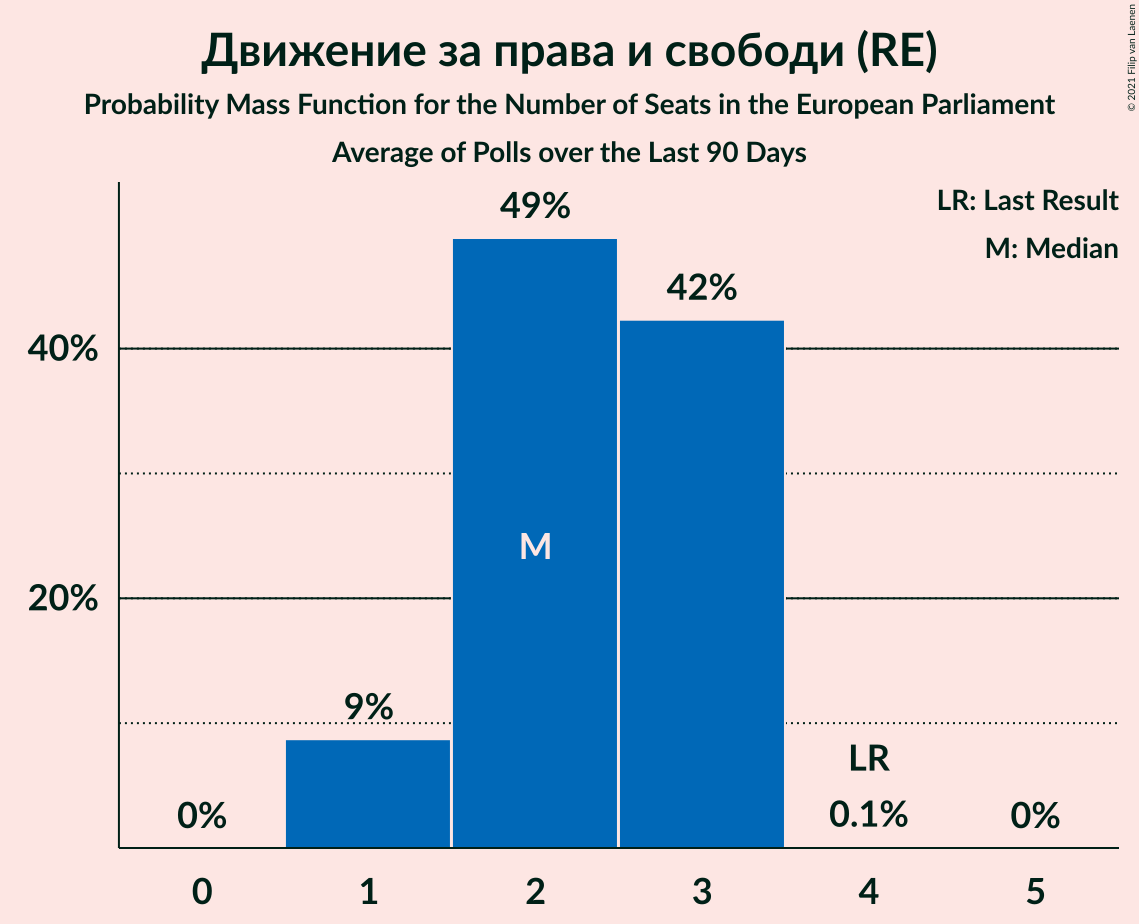 Движение за права и свободи (RE)
Probability Mass Function for the Number of Seats in the European Parliament
Average of Polls over the Last 90 Days
© 2021 Filip van Laenen
LR: Last Result
M: Median
49%
42%
40%
M
20%
9%
LR
0%
0.1%
0%
0 1 2 3 4 5